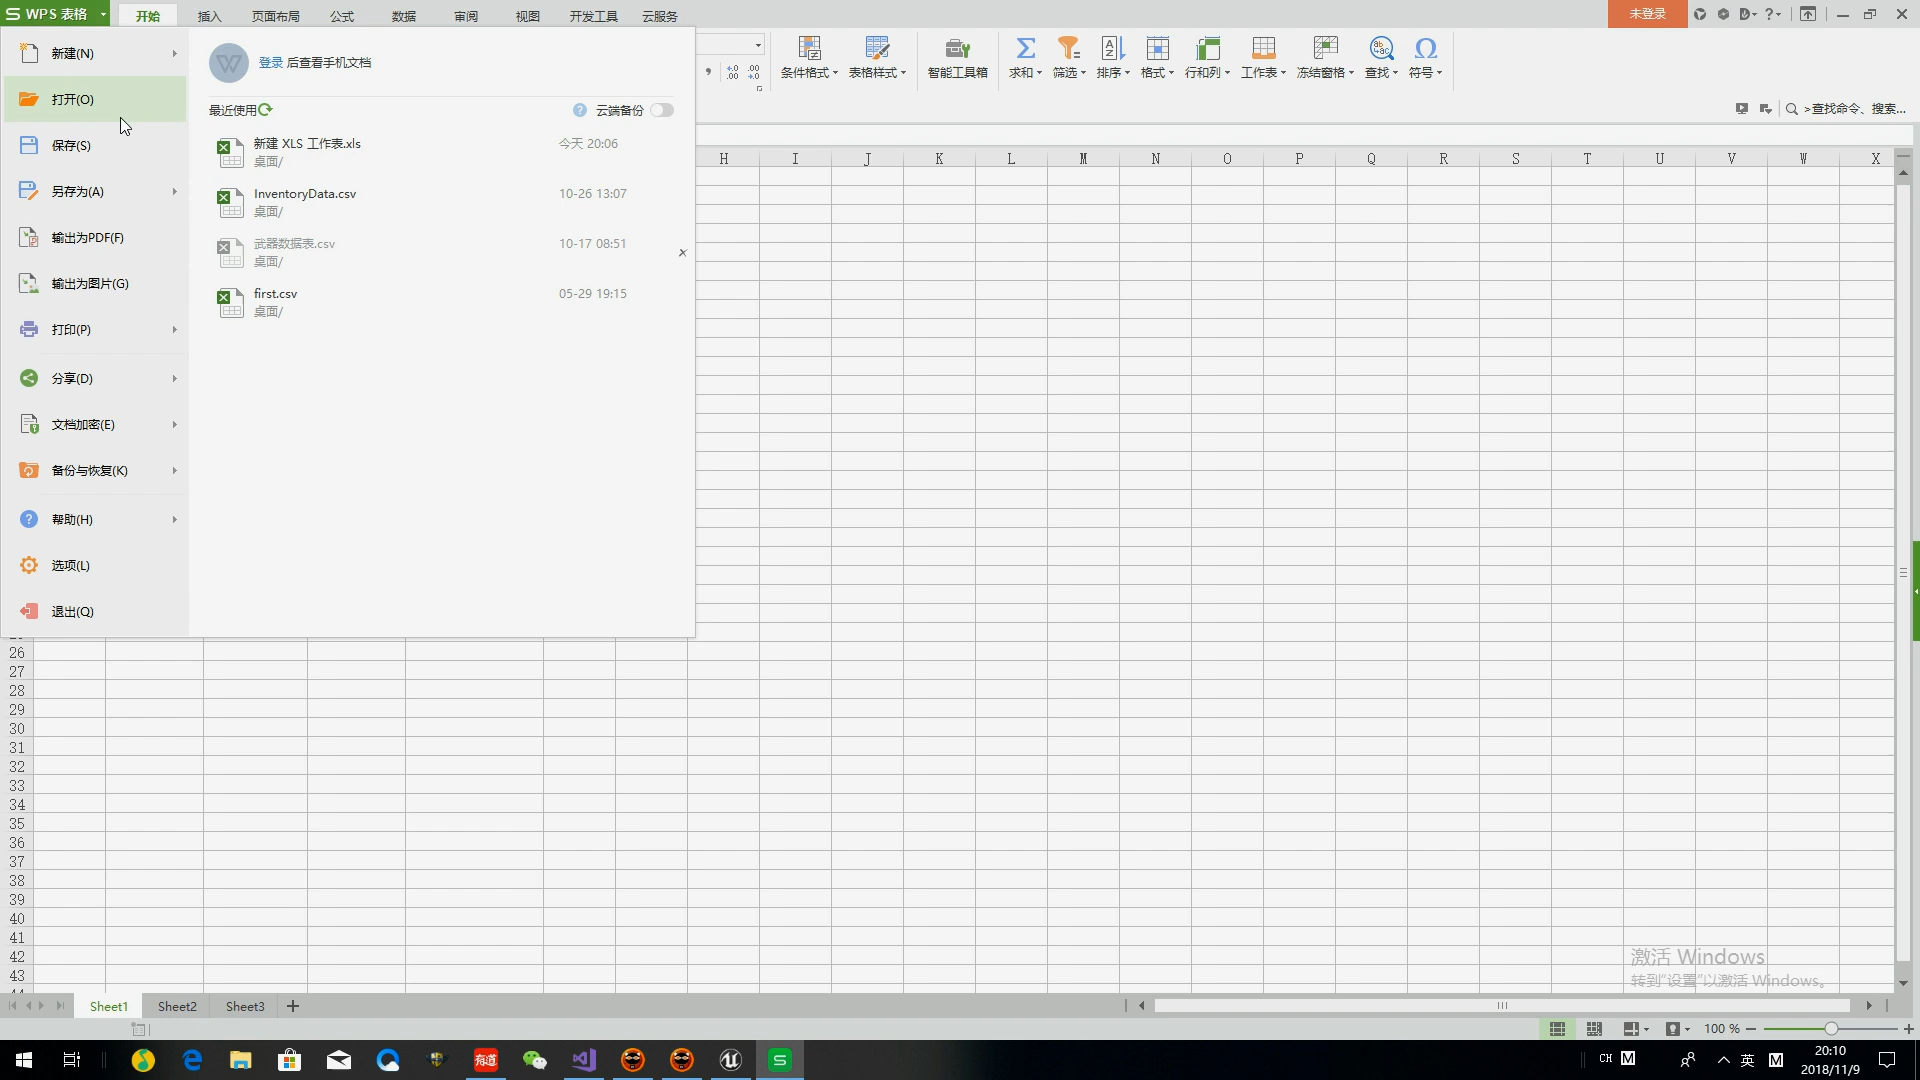 WPS 表格
开始
插入
页面布局
公式
数据
审阅
视图
开发工具
云服务
未登录
新建(N)
打开(O)
保存(S)
另存为(A)
输出为PDF(F)
输出为图片(G)
打印(P)
分享(D)
文档加密(E)
备份与恢复(K)
帮助(H)
选项(L)
退出(Q)
登录 后查看手机文档
最近使用
云端备份
新建 XLS 工作表.xls
今天 20:06
桌面/
InventoryData.csv
10-26 13:07
桌面/
武器数据表.csv
10-17 08:51
桌面/
first.csv
05-29 19:15
桌面/
条件格式
表格样式
智能工具箱
求和
筛选
排序
格式
行和列
工作表
冻结窗格
查找
符号
>查找命令、搜索...
H I J K L M N O P Q R S T U V W X
26
27
28
29
30
31
32
33
34
35
36
37
38
39
40
41
42
43
激活 Windows
转到"设置"以激活 Windows。
Sheet1 Sheet2 Sheet3
100 %
有道
CH M
英 M
20:10
2018/11/9